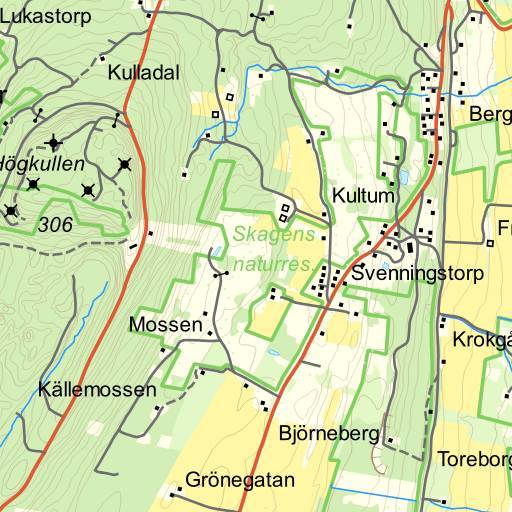 Lukastorp
Kulladal
r
Berg
Högkullen
Kultum
306
Skagens
naturres.
F
Svenningstorp
Mossen
Krokgå
Källemossen
Björneberg
Toreborg
Grönegatan